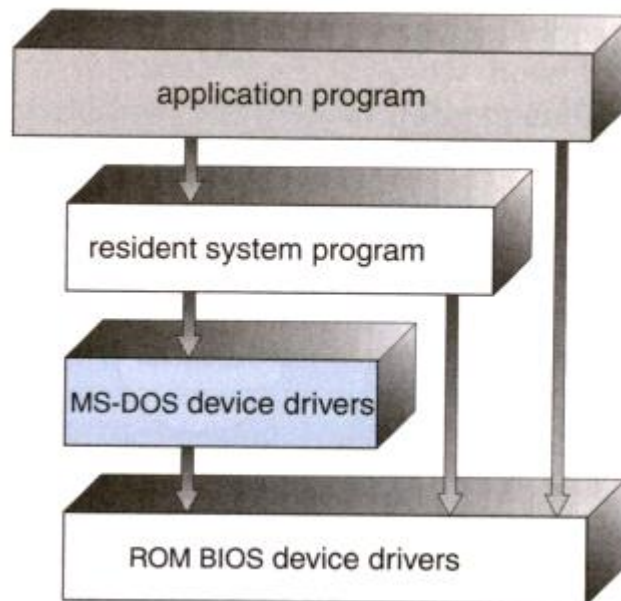 application program
resident system program
MS-DOS device drivers
ROM BIOS device drivers